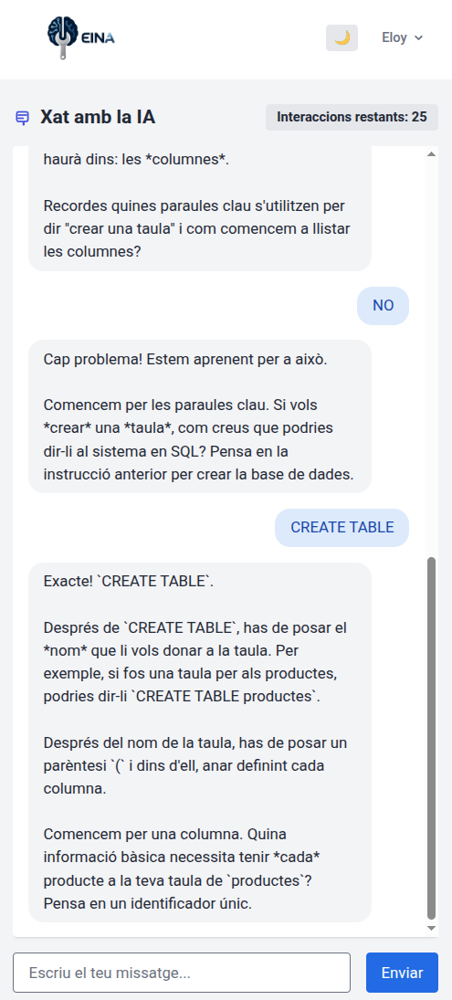 EINA
Eloy
Xat amb la IA
Interaccions restants: 25
haurà dins: les *columnes*.
Recordes quines paraules clau s'utilitzen per
dir "crear una taula" i com comencem a llistar
les columnes?
NO
Cap problema! Estem aprenent per a això.
Comencem per les paraules clau. Si vols
*crear* una *taula*, com creus que podries
dir-li al sistema en SQL? Pensa en la
instrucció anterior per crear la base de dades.
CREATE TABLE
Exacte! `CREATE TABLE`.
Després de `CREATE TABLE`, has de posar el
*nom* que li vols donar a la taula. Per
exemple, si fos una taula per als productes,
podries dir-li `CREATE TABLE productes`.
Després del nom de la taula, has de posar un
parèntesi `(` i dins d'ell, anar definint cada
columna.
Comencem per una columna. Quina
informació bàsica necessita tenir *cada*
producte a la teva taula de `productes`?
Pensa en un identificador únic.
Escriu el teu missatge...
Enviar